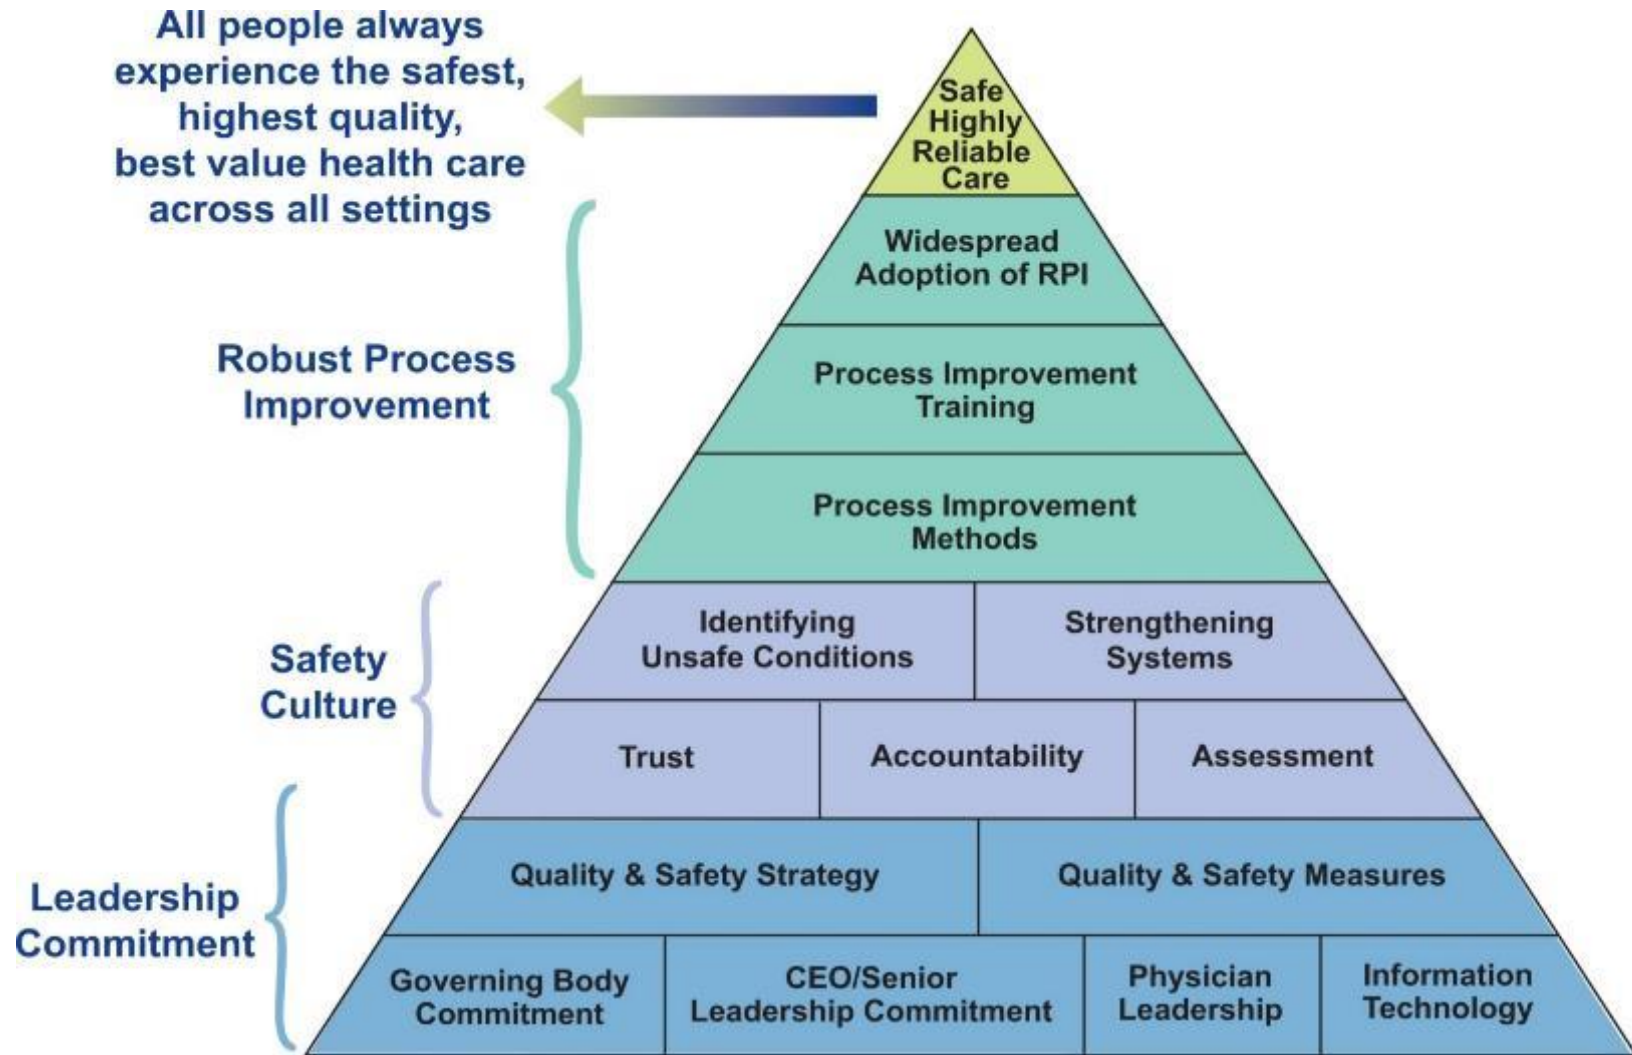 All people always
experience the safest,
highest quality,
best value health care
across all settings
Safe
Highly
Reliable
Care
Robust Process
Improvement
Widespread
Adoption of RPI
Process Improvement
Training
Process Improvement
Methods
Safety
Culture
Identifying
Unsafe Conditions
Strengthening
Systems
Trust
Accountability
Assessment
Leadership
Commitment
Quality & Safety Strategy
Quality & Safety Measures
Governing Body
Commitment
CEO/Senior
Leadership Commitment
Physician
Leadership
Information
Technology